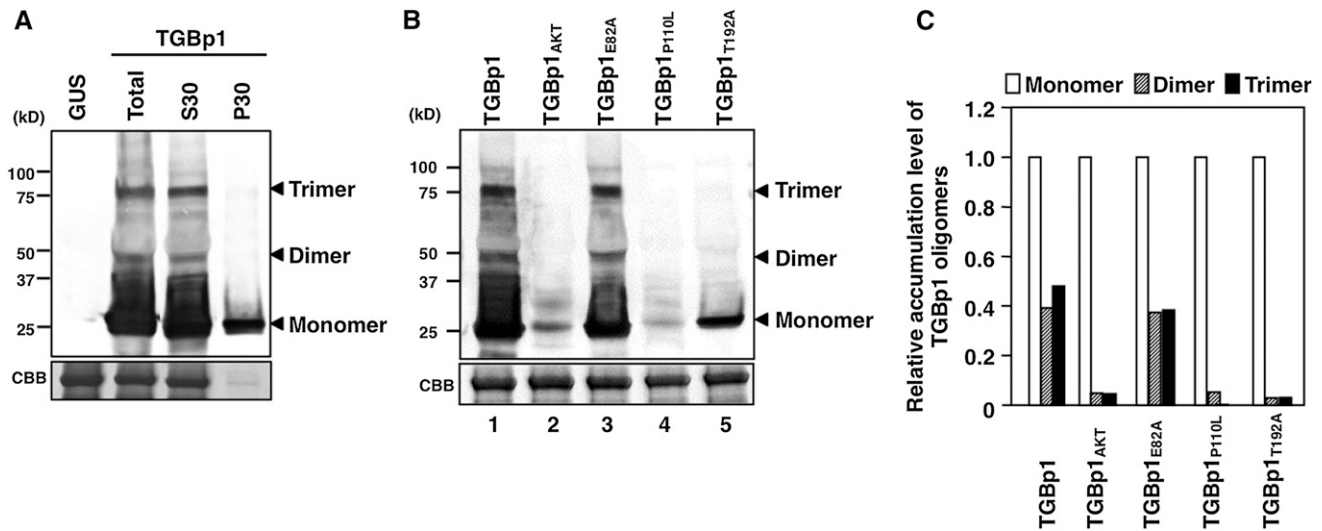 A
TGBp1
GUS
Total
S30
P30
(kD)
100
75
50
37
25
Trimer
Dimer
Monomer
CBB
B
TGBp1
TGBp1AKT
TGBp1E82A
TGBp1P110L
TGBp1T192A
(kD)
100
75
50
37
25
Trimer
Dimer
Monomer
CBB
1 2 3 4 5
C
Monomer Dimer Trimer
Relative accumulation level of
TGBp1 oligomers
1.2
1.0
0.8
0.6
0.4
0.2
0
TGBp1
TGBp1AKT
TGBp1E82A
TGBp1P110L
TGBp1T192A